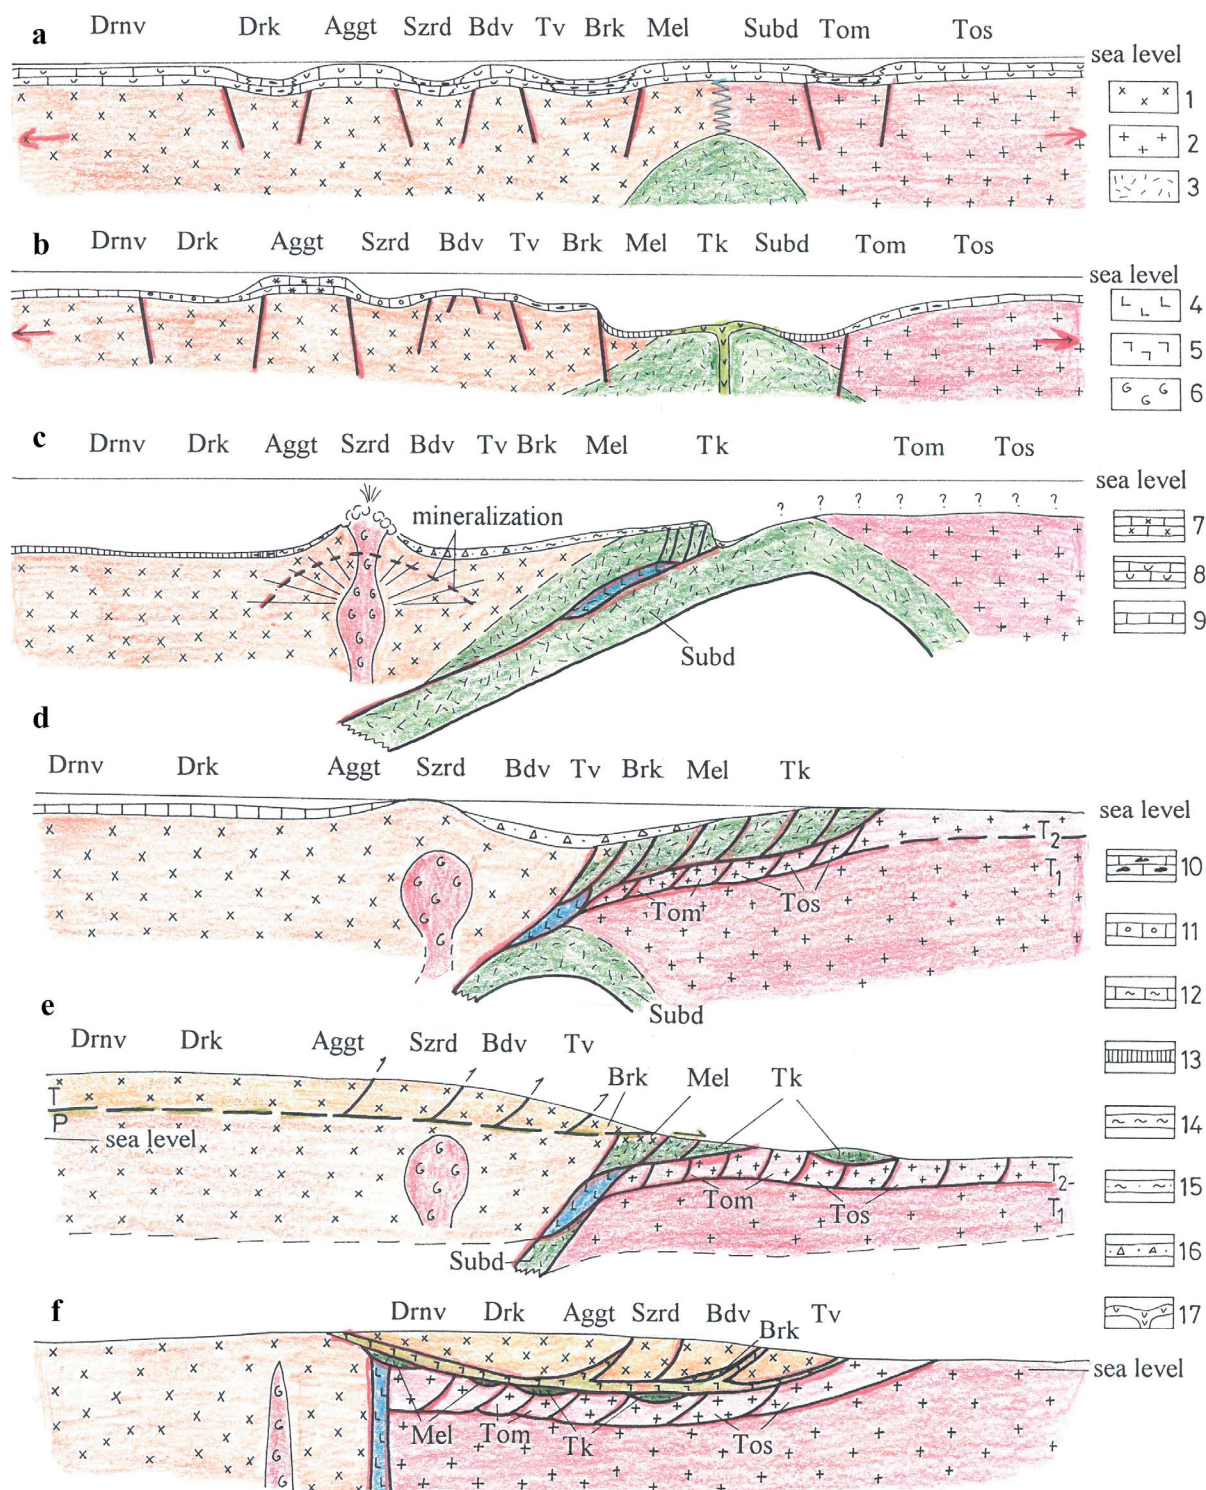 a
Drnv Drk Aggt Szrd Bdv Tv Brk Mel Subd Tom Tos
sea level
1
2
3
b
Drnv Drk Aggt Szrd Bdv Tv Brk Mel Tk Subd Tom Tos
sea level
4
5
6
c
Drnv Drk Aggt Szrd Bdv Tv Brk Mel Tk Tom Tos
sea level
? ? ? ? ? ? ? ?
mineralization
Subd
7
8
9
d
Drnv Drk Aggt Szrd Bdv Tv Brk Mel Tk
sea level
T2
T1
Tom Tos
Subd
10
11
12
13
14
15
16
17
e
Drnv Drk Aggt Szrd Bdv Tv
Brk Mel Tk
T
P
sea level
Tom Tos
T2-
T1
Subd
f
Drnv Drk Aggt Szrd Bdv Tv
Brk
sea level
Mel Tom Tk Tos